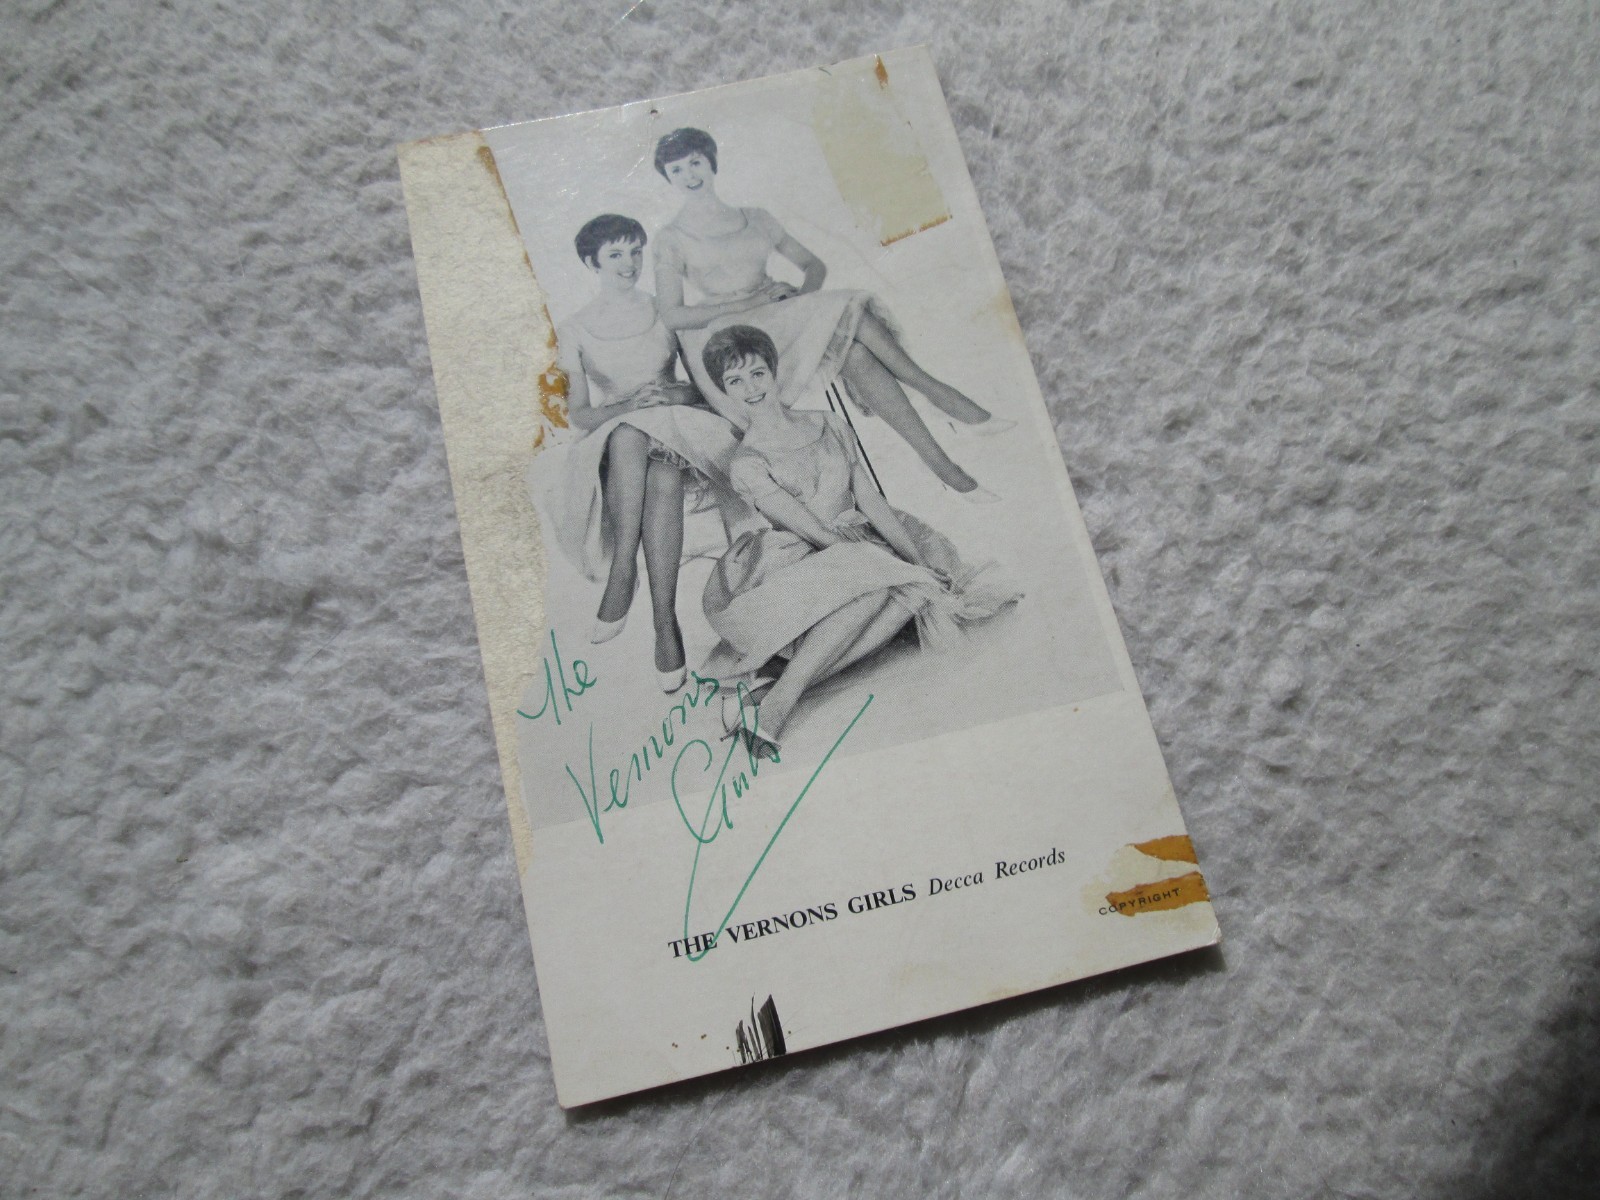 The
Vernons
Girls
THE VERNONS GIRLS Decca Records
COPYRIGHT